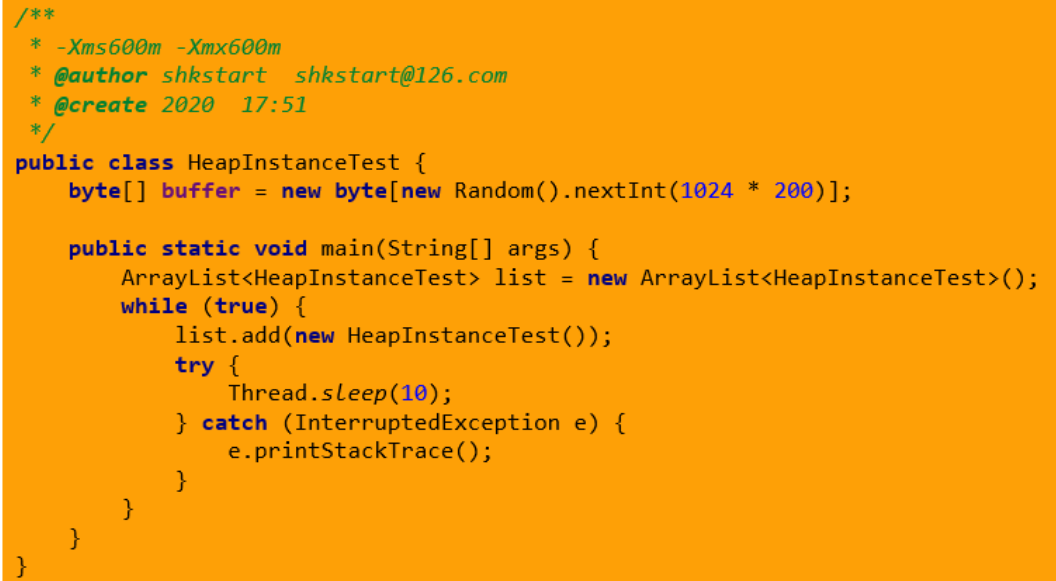 /**
 * -Xms600m -Xmx600m
 * @author shkstart  shkstart@126.com
 * @create 2020  17:51
 */
public class HeapInstanceTest {
    byte[] buffer = new byte[new Random().nextInt(1024 * 200)];

    public static void main(String[] args) {
        ArrayList<HeapInstanceTest> list = new ArrayList<HeapInstanceTest>();
        while (true) {
            list.add(new HeapInstanceTest());
            try {
                Thread.sleep(10);
            } catch (InterruptedException e) {
                e.printStackTrace();
            }
        }
    }
}